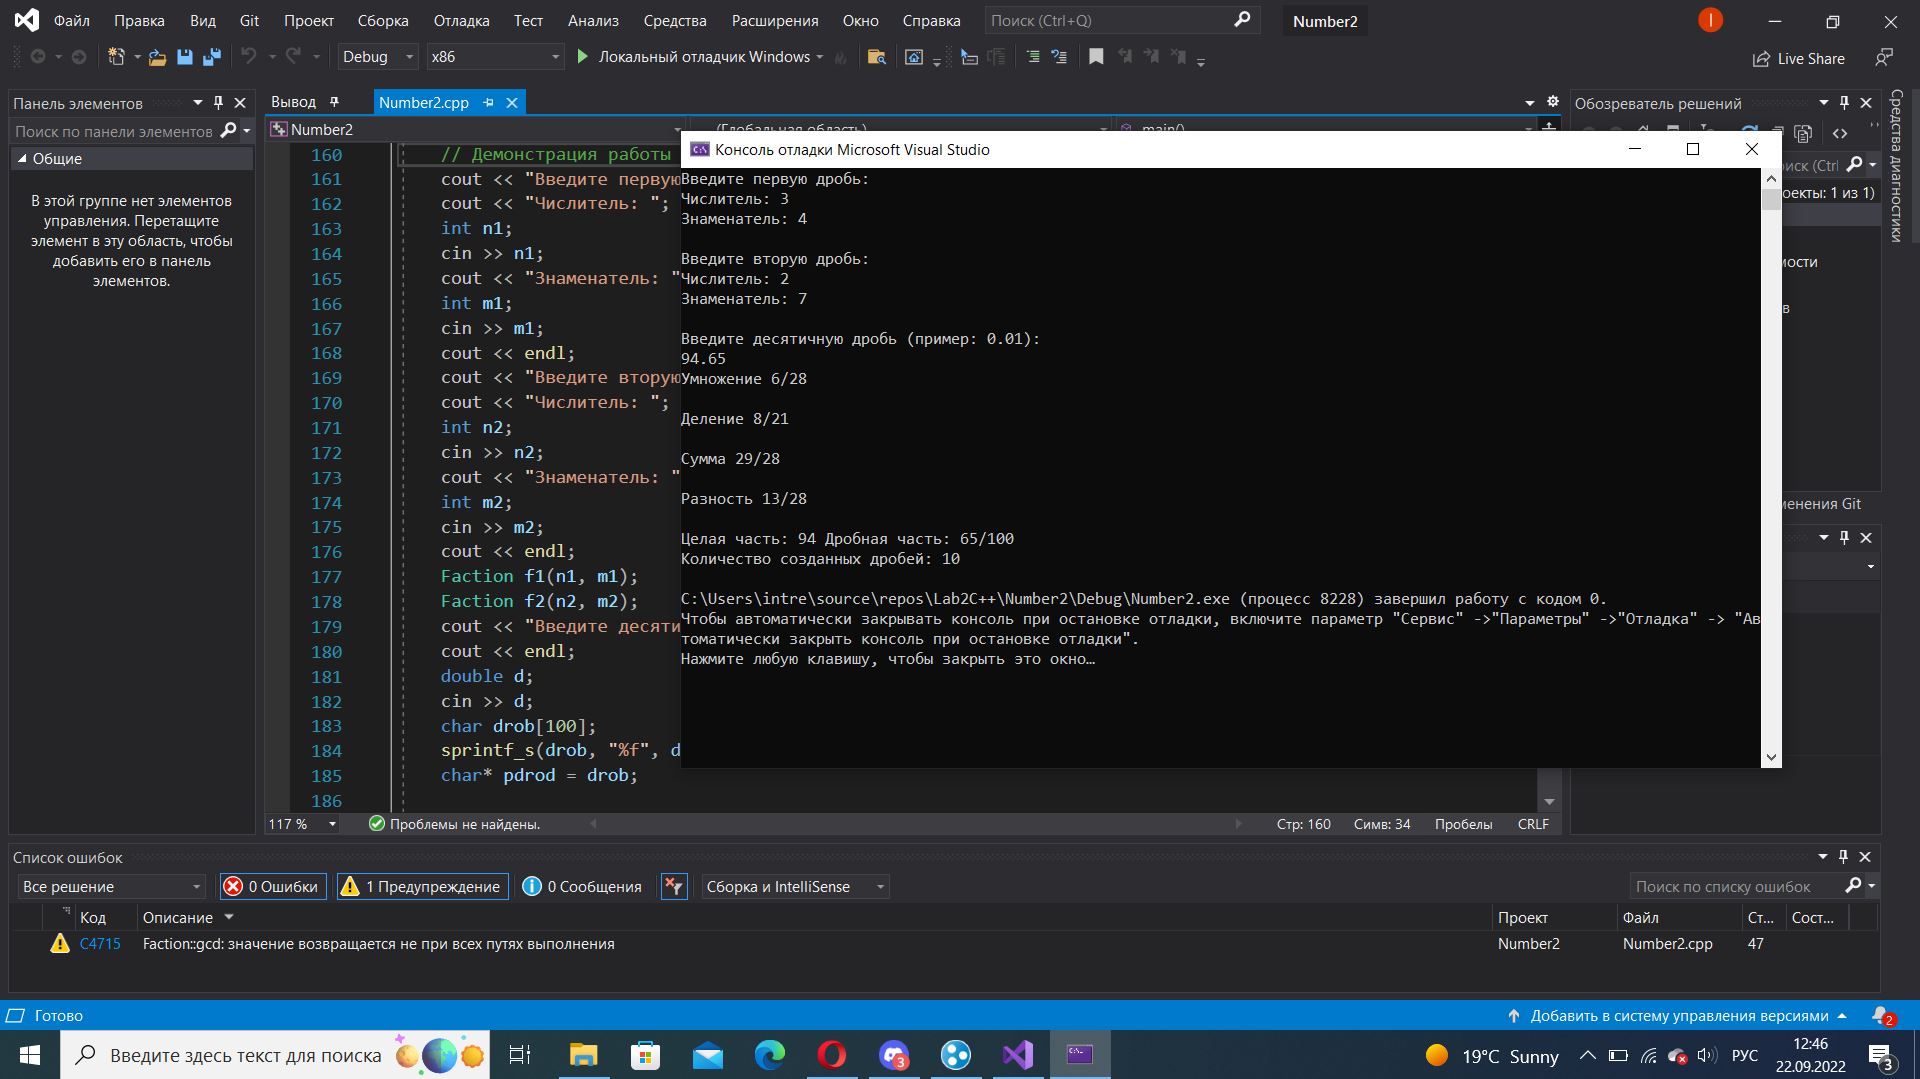 Файл Правка Вид Git Проект Сборка Отладка Тест Анализ Средства Расширения Окно Справка Поиск (Ctrl+Q) Number2 I
Debug x86 Локальный отладчик Windows Live Share
Панель элементов
Поиск по панели элементов
Общие
В этой группе нет элементов
управления. Перетащите
элемент в эту область, чтобы
добавить его в панель
элементов.
Вывод Number2.cpp
Number2 (Глобальная область) main()
160 // Демонстрация работы
161 cout << "Введите первую
162 cout << "Числитель: ";
163 int n1;
164 cin >> n1;
165 cout << "Знаменатель: "
166 int m1;
167 cin >> m1;
168 cout << endl;
169 cout << "Введите вторую
170 cout << "Числитель: ";
171 int n2;
172 cin >> n2;
173 cout << "Знаменатель: "
174 int m2;
175 cin >> m2;
176 cout << endl;
177 Faction f1(n1, m1);
178 Faction f2(n2, m2);
179 cout << "Введите десяти
180 cout << endl;
181 double d;
182 cin >> d;
183 char drob[100];
184 sprintf_s(drob, "%f", d
185 char* pdrod = drob;
186
117 % Проблемы не найдены. Стр: 160 Симв: 34 Пробелы CRLF
Консоль отладки Microsoft Visual Studio
Введите первую дробь:
Числитель: 3
Знаменатель: 4
Введите вторую дробь:
Числитель: 2
Знаменатель: 7
Введите десятичную дробь (пример: 0.01):
94.65
Умножение 6/28
Деление 8/21
Сумма 29/28
Разность 13/28
Целая часть: 94 Дробная часть: 65/100
Количество созданных дробей: 10
C:\Users\intre\source\repos\Lab2C++\Number2\Debug\Number2.exe (процесс 8228) завершил работу с кодом 0.
Чтобы автоматически закрывать консоль при остановке отладки, включите параметр "Сервис" ->"Параметры" ->"Отладка" -> "Ав
томатически закрыть консоль при остановке отладки".
Нажмите любую клавишу, чтобы закрыть это окно…
Обозреватель решений
оиск (Ctrl
оекты: 1 из 1)
мости
в
менения Git
Средства диагностики
Список ошибок
Все решение 0 Ошибки 1 Предупреждение 0 Сообщения Сборка и IntelliSense Поиск по списку ошибок
Код Описание Проект Файл Ст... Сост...
C4715 Faction::gcd: значение возвращается не при всех путях выполнения Number2 Number2.cpp 47
Готово Добавить в систему управления версиями 2
Введите здесь текст для поиска 3 19°C Sunny РУС 12:46
22.09.2022 3